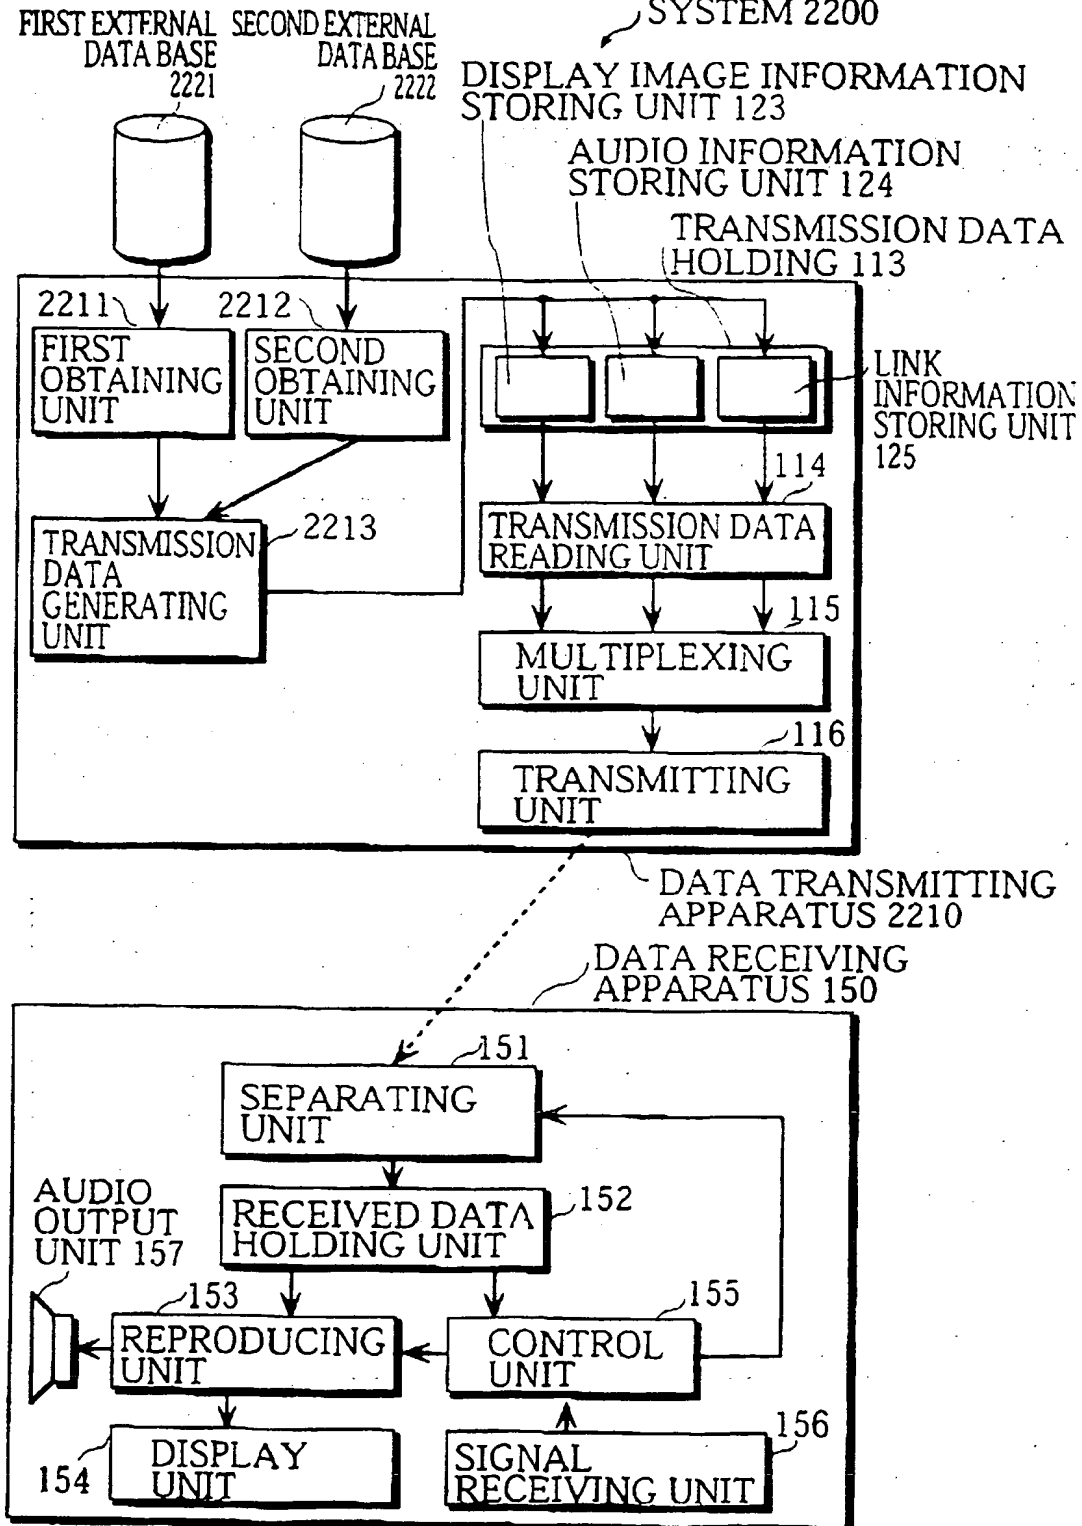 SYSTEM 2200
FIRST EXTERNAL
DATA BASE
2221
SECOND EXTERNAL
DATA BASE
2222
DISPLAY IMAGE INFORMATION
STORING UNIT 123
AUDIO INFORMATION
STORING UNIT 124
TRANSMISSION DATA
HOLDING 113
2211
FIRST
OBTAINING
UNIT
2212
SECOND
OBTAINING
UNIT
LINK
INFORMATION
STORING UNIT
125
114
TRANSMISSION DATA
READING UNIT
2213
TRANSMISSION
DATA
GENERATING
UNIT
115
MULTIPLEXING
UNIT
116
TRANSMITTING
UNIT
DATA TRANSMITTING
APPARATUS 2210
DATA RECEIVING
APPARATUS 150
151
SEPARATING
UNIT
152
RECEIVED DATA
HOLDING UNIT
AUDIO
OUTPUT
UNIT 157
153
REPRODUCING
UNIT
155
CONTROL
UNIT
154
DISPLAY
UNIT
156
SIGNAL
RECEIVING UNIT